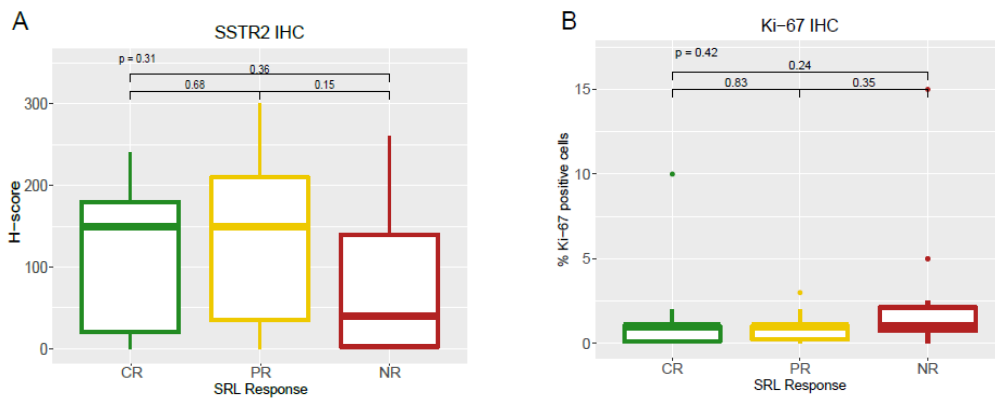 A
SSTR2 IHC
p = 0.31
0.36
0.68
0.15
300
200
100
0
H-score
CR
PR
NR
SRL Response
B
Ki-67 IHC
p = 0.42
0.24
0.83
0.35
15
10
5
0
% Ki-67 positive cells
CR
PR
NR
SRL Response